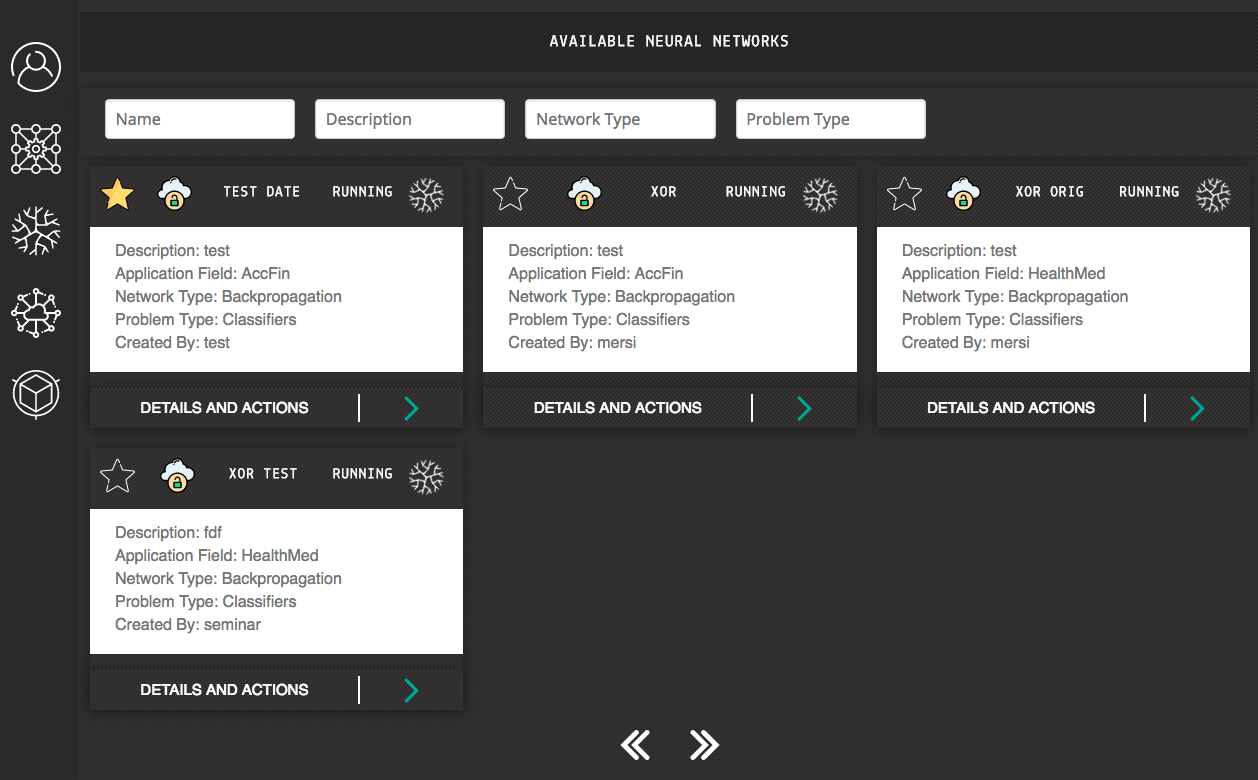 AVAILABLE NEURAL NETWORKS
Name Description Network Type Problem Type
TEST DATE RUNNING
Description: test
Application Field: AccFin
Network Type: Backpropagation
Problem Type: Classifiers
Created By: test
DETAILS AND ACTIONS
XOR RUNNING
Description: test
Application Field: AccFin
Network Type: Backpropagation
Problem Type: Classifiers
Created By: mersi
DETAILS AND ACTIONS
XOR ORIG RUNNING
Description: test
Application Field: HealthMed
Network Type: Backpropagation
Problem Type: Classifiers
Created By: mersi
DETAILS AND ACTIONS
XOR TEST RUNNING
Description: fdf
Application Field: HealthMed
Network Type: Backpropagation
Problem Type: Classifiers
Created By: seminar
DETAILS AND ACTIONS